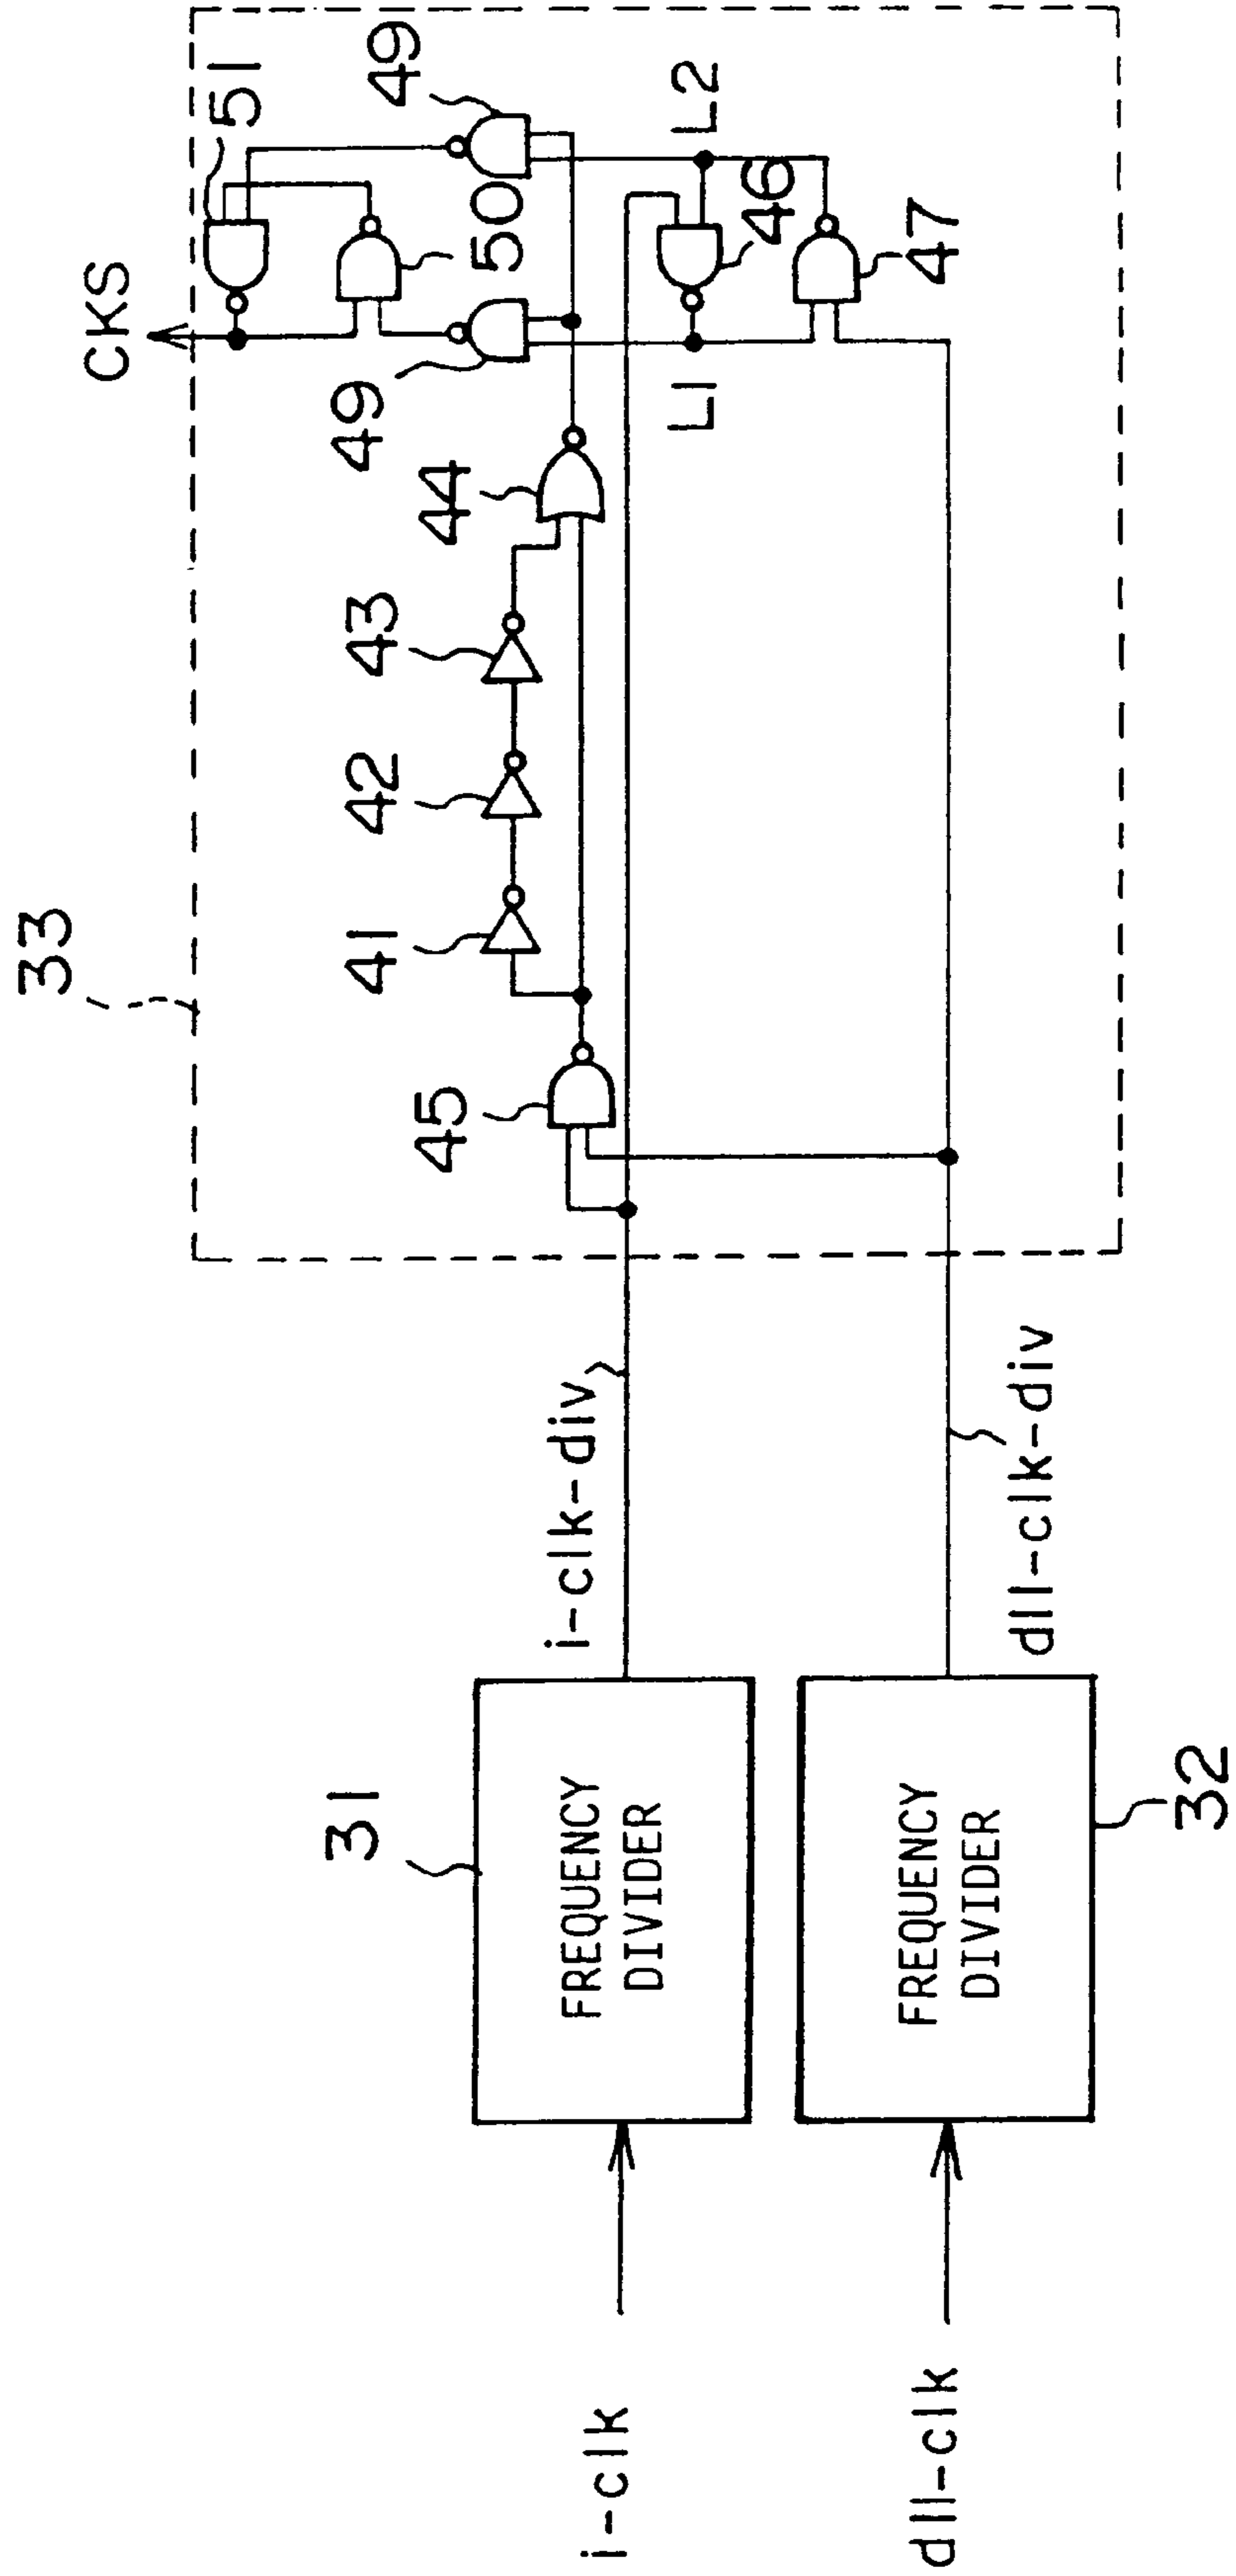 i-clk
dll-clk
31
FREQUENCY
DIVIDER
FREQUENCY
DIVIDER
32
i-clk-div
dll-clk-div
33
45
41
42
43
44
49
49
50
51
CKS
L1
L2
46
47